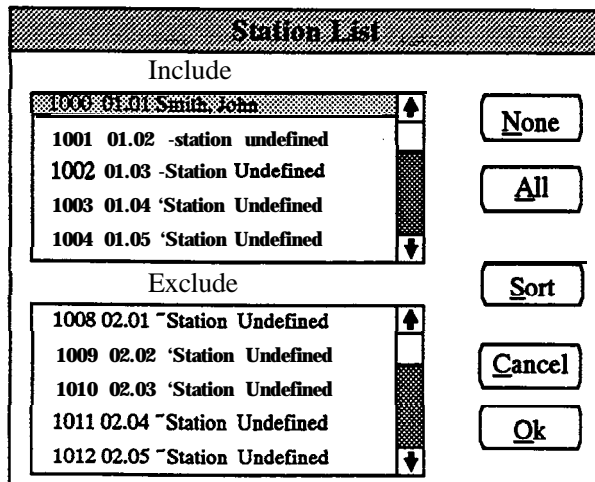 Station List
Include
1000 01.01 Smith, John
1001 01.02 -station undefined
1002 01.03 -Station Undefined
1003 01.04 ‘Station Undefined
1004 01.05 ‘Station Undefined
Exclude
1008 02.01 ~Station Undefined
1009 02.02 ‘Station Undefined
1010 02.03 ‘Station Undefined
1011 02.04 ~Station Undefined
1012 02.05 ~Station Undefined
None
All
Sort
Cancel
Ok